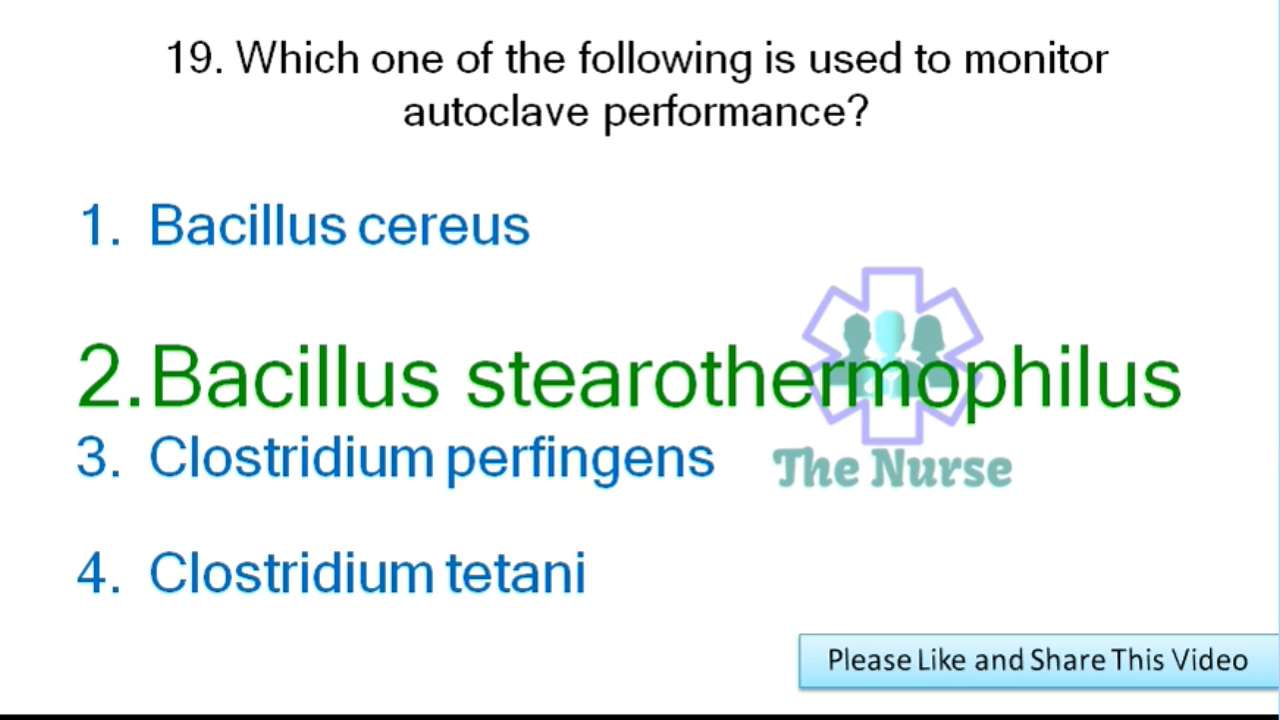 19. Which one of the following is used to monitor
autoclave performance?
1. Bacillus cereus
2. Bacillus stearothermophilus
3. Clostridium perfingens
The Nurse
4. Clostridium tetani
Please Like and Share This Video